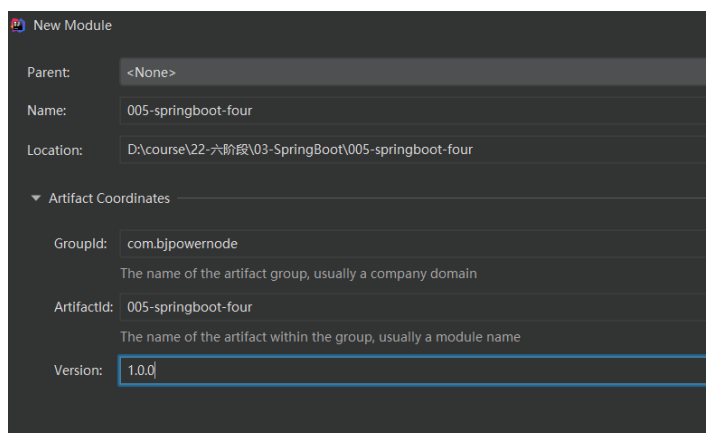 New Module
Parent: <None>
Name: 005-springboot-four
Location: D:\course\22-六阶段\03-SpringBoot\005-springboot-four
Artifact Coordinates
GroupId: com.bjpowernode
The name of the artifact group, usually a company domain
ArtifactId: 005-springboot-four
The name of the artifact within the group, usually a module name
Version: 1.0.0